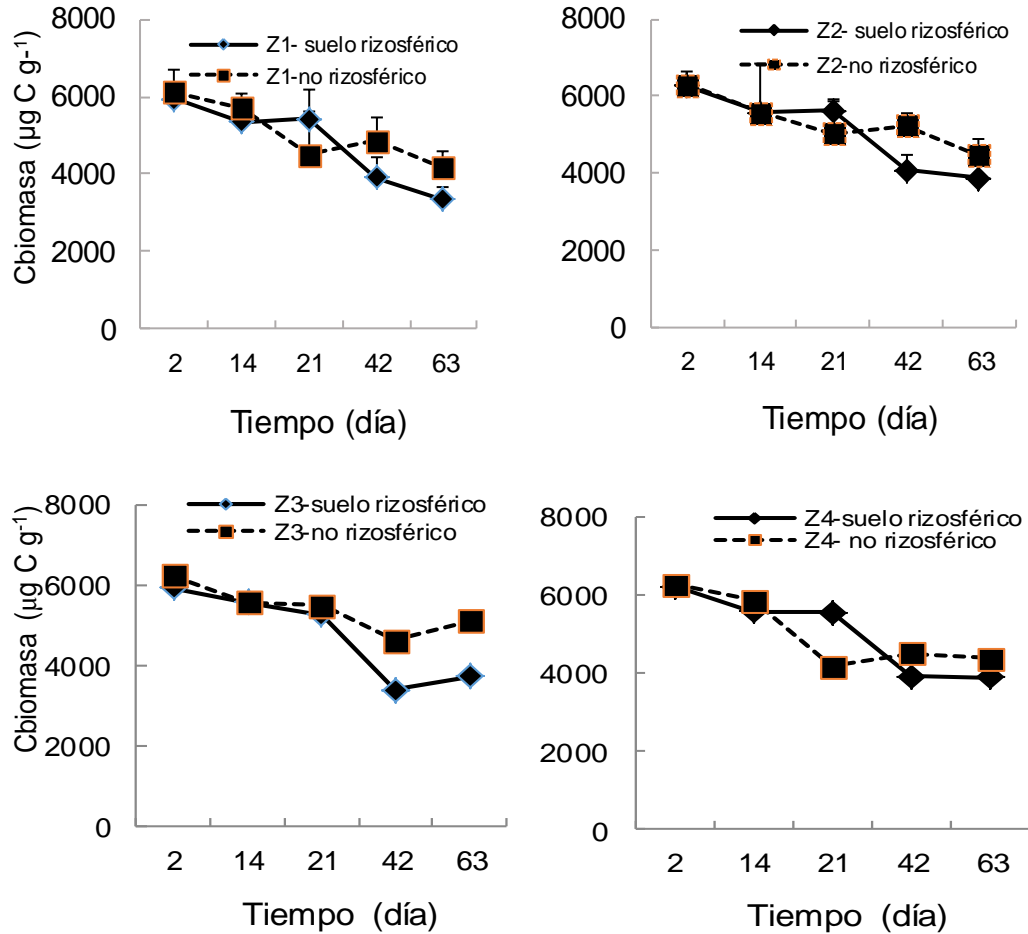 Cbiomasa (µg C g-¹)
8000
6000
4000
2000
0
Z1- suelo rizosférico
Z1-no rizosférico
2 14 21 42 63
Tiempo (día)
8000
6000
4000
2000
0
Z2- suelo rizosférico
Z2-no rizosférico
2 14 21 42 63
Tiempo (día)
Cbiomasa (µg C g-¹)
8000
6000
4000
2000
0
Z3-suelo rizosférico
Z3-no rizosférico
2 14 21 42 63
Tiempo (día)
8000
6000
4000
2000
0
Z4-suelo rizosférico
Z4- no rizosférico
2 14 21 42 63
Tiempo (día)